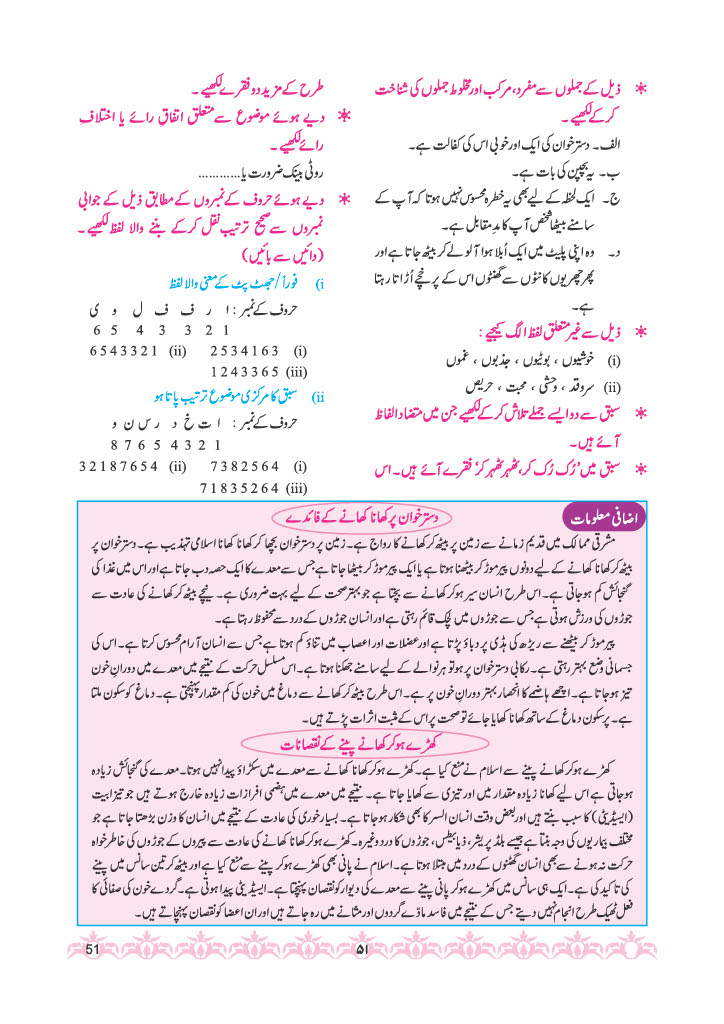 ✴ ذیل کے جملوں سے مفرد، مرکب اور مخلوط جملوں کی شناخت
کر کے لکھیے ۔
الف۔ دسترخوان کی ایک اور خوبی اس کی کفالت ہے۔
ب۔ یہ بچپن کی بات ہے۔
ج۔ ایک لحظہ کے لیے بھی یہ خطرہ محسوس نہیں ہوتا کہ آپ کے
سامنے بیٹھا شخص آپ کا مدِمقابل ہے۔
د۔ وہ اپنی پلیٹ میں ایک اُبلا ہوا آلو لے کر بیٹھ جاتا ہے اور
پھر چھریوں کانٹوں سے گھنٹوں اس کے پرخچے اُڑاتا رہتا
ہے۔
✴ ذیل سے غیر متعلق لفظ الگ کیجیے :
(i) خوشیوں ، بوٹیوں ، جذبوں ، غموں
(ii) سروقد ، وحشی ، محبت ، حریص
✴ سبق سے دو ایسے جملے تلاش کر کے لکھیے جن میں متضاد الفاظ
آئے ہیں۔
✴ سبق میں 'رُک رُک کر، ٹھہر ٹھہر کر' فقرے آئے ہیں۔ اس
طرح کے مزید دو فقرے لکھیے ۔
✴ دیے ہوئے موضوع سے متعلق اتفاقِ رائے یا اختلافِ
رائے لکھیے ۔
روٹی بینک ضرورت یا............
✴ دیے ہوئے حروف کے نمبروں کے مطابق ذیل کے جوابی
نمبروں سے صحیح ترتیب نقل کر کے بننے والا لفظ لکھیے ۔
(دائیں سے بائیں)
(i فوراً / جھٹ پٹ کے معنی والا لفظ
حروف کے نمبر : ا ر ف ف ل و ی
6 5 4 3 3 2 1
(i) 2534163 (ii) 6543321
(iii) 1243365
(ii سبق کا مرکزی موضوع ترتیب پاتا ہو
حروف کے نمبر : ا ت خ د ر س ن و
8 7 6 5 4 3 2 1
(i) 7382564 (ii) 32187654
(iii) 71835264
اضافی معلومات
دسترخوان پر کھانا کھانے کے فائدے
مشرقی ممالک میں قدیم زمانے سے زمین پر بیٹھ کر کھانے کا رواج ہے۔ زمین پر دسترخوان بچھا کر کھانا کھانا اسلامی تہذیب ہے۔ دسترخوان پر
بیٹھ کر کھانا کھانے کے لیے دونوں پیر موڑ کر بیٹھنا ہوتا ہے یا ایک پیر موڑ کر بیٹھا جاتا ہے جس سے معدے کا ایک حصہ دب جاتا ہے اور اس میں غذا کی
گنجائش کم ہو جاتی ہے۔ اس طرح انسان سیر ہو کر کھانے سے بچتا ہے جو بہتر صحت کے لیے بہت ضروری ہے۔ نیچے بیٹھ کر کھانے کی عادت سے
جوڑوں کی ورزش ہوتی ہے جس سے جوڑوں میں لچک قائم رہتی ہے اور انسان جوڑوں کے درد سے محفوظ رہتا ہے۔
پیر موڑ کر بیٹھنے سے ریڑھ کی ہڈی پر دباؤ پڑتا ہے اور عضلات اور اعصاب میں تناؤ کم ہوتا ہے جس سے انسان آرام محسوس کرتا ہے۔ اس کی
جسمانی وضع بہتر رہتی ہے۔ رکابی دسترخوان پر ہو تو ہر نوالے کے لیے سامنے جھکنا ہوتا ہے۔ اس مسلسل حرکت کے نتیجے میں معدے میں دورانِ خون
تیز ہو جاتا ہے۔ اچھے ہاضمے کا انحصار بہتر دورانِ خون پر ہے۔ اس طرح بیٹھ کر کھانے سے دماغ میں خون کی کم مقدار پہنچتی ہے۔ دماغ کو سکون ملتا
ہے۔ پرسکون دماغ کے ساتھ کھانا کھایا جائے تو صحت پر اس کے مثبت اثرات پڑتے ہیں۔
کھڑے ہو کر کھانے پینے کے نقصانات
کھڑے ہو کر کھانے پینے سے اسلام نے منع کیا ہے۔ کھڑے ہو کر کھانا کھانے سے معدے میں سکڑاؤ پیدا نہیں ہوتا۔ معدے کی گنجائش زیادہ
ہو جاتی ہے اس لیے کھانا زیادہ مقدار میں اور تیزی سے کھایا جاتا ہے۔ نتیجے میں معدے میں ہضمی افرازات زیادہ خارج ہوتے ہیں جو تیزابیت
(ایسیڈیٹی) کا سبب بنتے ہیں اور بعض وقت انسان السر کا بھی شکار ہو جاتا ہے۔ بسیار خوری کی عادت کے نتیجے میں انسان کا وزن بڑھتا جاتا ہے جو
مختلف بیماریوں کی وجہ بنتا ہے جیسے بلڈ پریشر، ذیابیطس، جوڑوں کا درد وغیرہ۔ کھڑے ہو کر کھانے کی عادت سے پیروں کے جوڑوں کی خاطر خواہ
حرکت نہ ہونے سے بھی انسان گھٹنوں کے درد میں مبتلا ہوتا ہے۔ اسلام نے پانی بھی کھڑے ہو کر پینے سے منع کیا ہے اور بیٹھ کر تین سانس میں پینے
کی تاکید کی ہے۔ ایک ہی سانس میں کھڑے ہو کر پانی پینے سے معدے کی دیوار کو نقصان پہنچتا ہے۔ ایسیڈیٹی پیدا ہوتی ہے۔ گردے خون کی صفائی کا
فعل ٹھیک طرح انجام نہیں دیتے جس کے نتیجے میں فاسد مادّے گردوں اور مثانے میں رہ جاتے ہیں اور ان اعضا کو نقصان پہنچاتے ہیں۔
۵۱
51